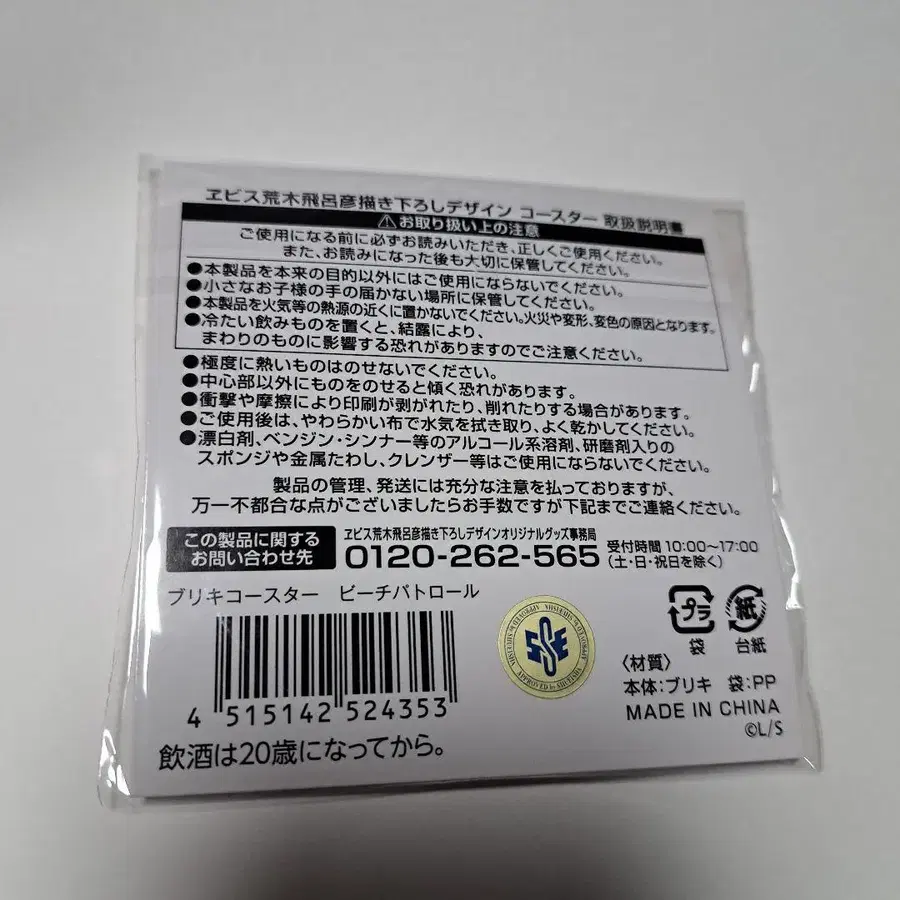 ヱビス荒木飛呂彦描き下ろしデザイン コースター 取扱説明書
⚠お取り扱い上の注意
ご使用になる前に必ずお読みいただき、正しくご使用ください。
また、お読みになった後も大切に保管してください。
●本製品を本来の目的以外にはご使用にならないでください。
●小さなお子様の手の届かない場所に保管してください。
●本製品を火気等の熱源の近くに置かないでください。火災や変形、変色の原因となります。
●冷たい飲みものを置くと、結露により、
まわりのものに影響する恐れがありますのでご注意ください。
●極度に熱いものはのせないでください。
●中心部以外にものをのせると傾く恐れがあります。
●衝撃や摩擦により印刷が剥がれたり、削れたりする場合があります。
●ご使用後は、やわらかい布で水気を拭き取り、よく乾かしてください。
●漂白剤、ベンジン・シンナー等のアルコール系溶剤、研磨剤入りの
スポンジや金属たわし、クレンザー等はご使用にならないでください。
製品の管理、発送には充分な注意を払っておりますが、
万一不都合な点がございましたらお手数ですが下記までご連絡ください。
この製品に関する
お問い合わせ先
ヱビス荒木飛呂彦描き下ろしデザインオリジナルグッズ事務局
0120-262-565
受付時間 10:00～17:00
(土・日・祝日を除く)
ブリキコースター ビーチパトロール
プラ
袋
紙
台紙
APPROVED by SHUEISHA
〈材質〉
本体:ブリキ 袋:PP
MADE IN CHINA
©L/S
4 515142 524353
飲酒は20歳になってから。